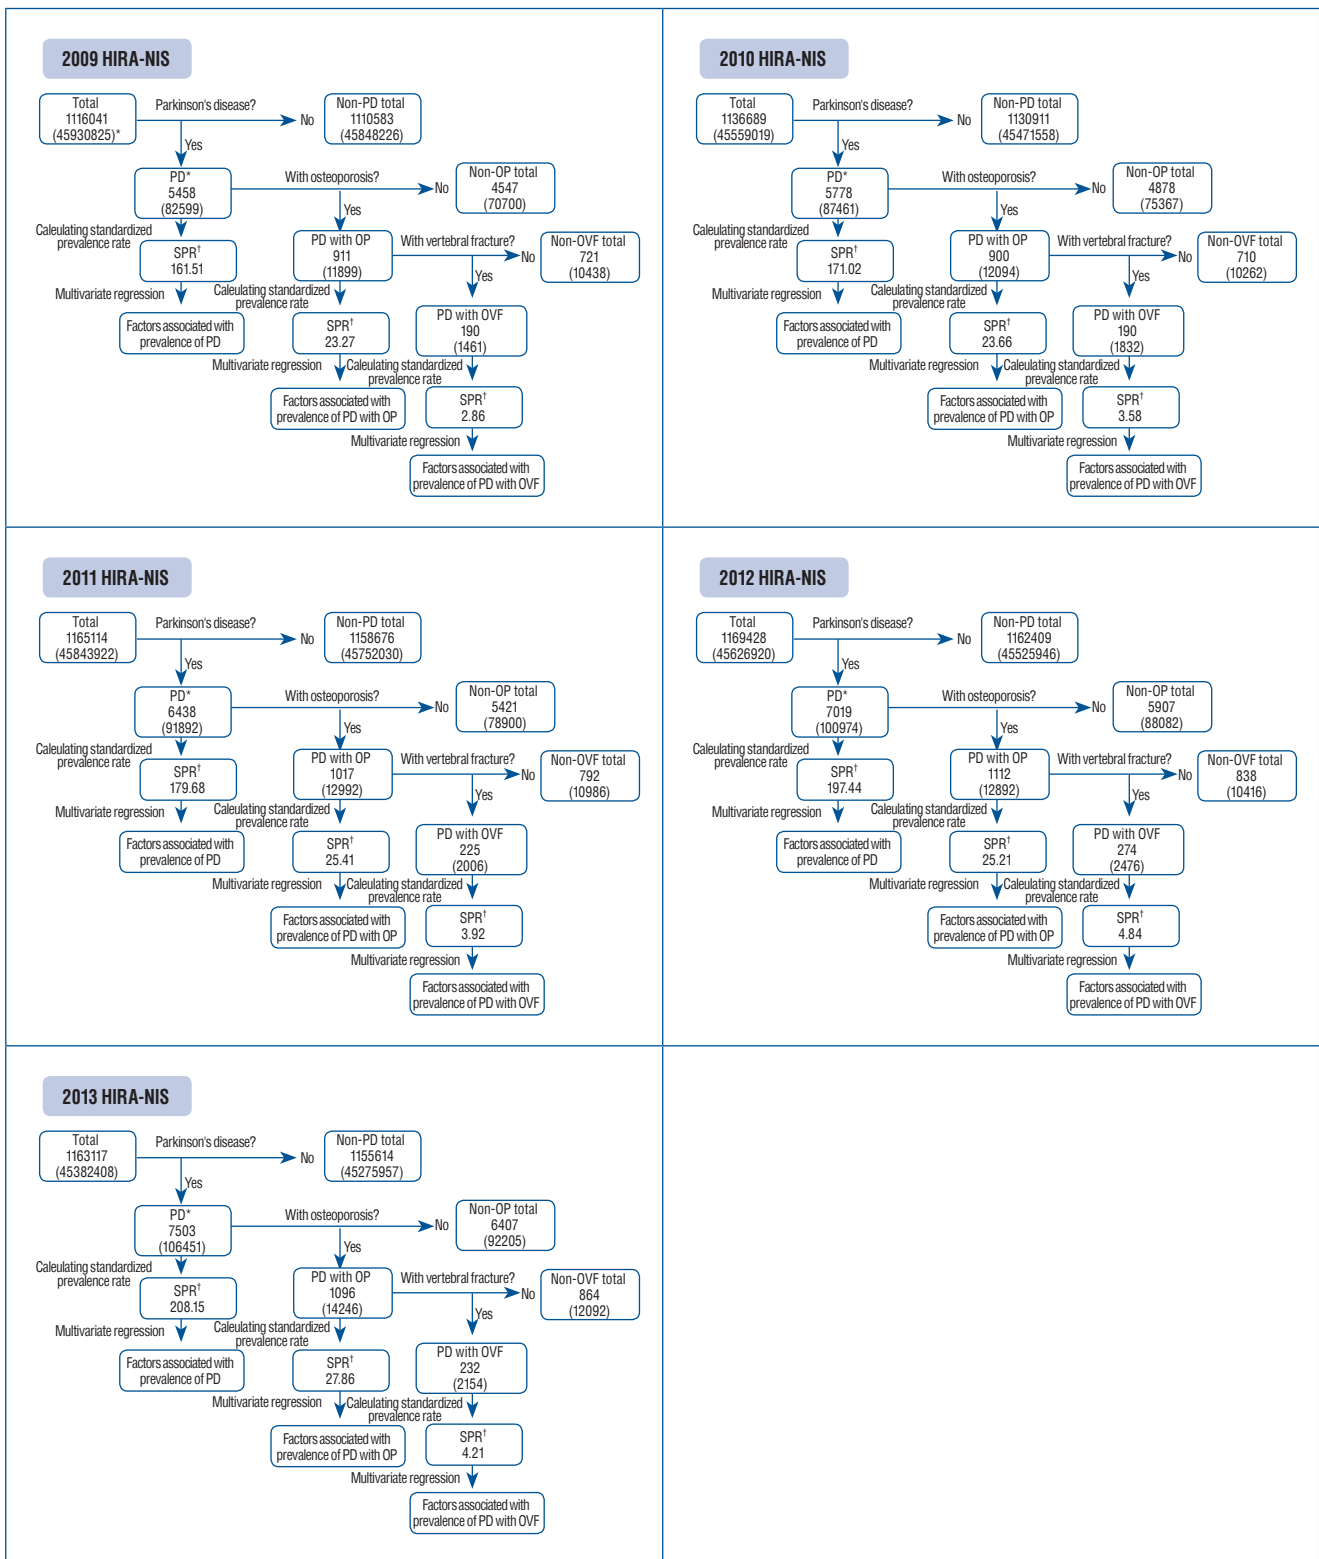 2009 HIRA-NIS
Total
1116041
(45930825)*
Parkinson's disease?
No
Non-PD total
1110583
(45848226)
Yes
PD*
5458
(82599)
With osteoporosis?
No
Non-OP total
4547
(70700)
Yes
Caleulating standardized
prevalence rate
SPR†
161.51
PD with OP
911
(11899)
With vertebral fracture?
No
Non-OVF total
721
(10438)
Yes
Multivariate regression
Caleulating standardized
prevalence rate
Factors associated with
prevalence of PD
SPR†
23.27
PD with OVF
190
(1461)
Multivariate regression
Caleulating standardized
prevalence rate
Factors associated with
prevalence of PD with OP
SPR†
2.86
Multivariate regression
Factors associated with
prevalence of PD with OVF
2010 HIRA-NIS
Total
1136689
(45559019)
Parkinson's disease?
No
Non-PD total
1130911
(45471558)
Yes
PD*
5778
(87461)
With osteoporosis?
No
Non-OP total
4878
(75367)
Yes
Caleulating standardized
prevalence rate
SPR†
171.02
PD with OP
900
(12094)
With vertebral fracture?
No
Non-OVF total
710
(10262)
Yes
Multivariate regression
Caleulating standardized
prevalence rate
Factors associated with
prevalence of PD
SPR†
23.66
PD with OVF
190
(1832)
Multivariate regression
Caleulating standardized
prevalence rate
Factors associated with
prevalence of PD with OP
SPR†
3.58
Multivariate regression
Factors associated with
prevalence of PD with OVF
2011 HIRA-NIS
Total
1165114
(45843922)
Parkinson's disease?
No
Non-PD total
1158676
(45752030)
Yes
PD*
6438
(91892)
With osteoporosis?
No
Non-OP total
5421
(78900)
Yes
Caleulating standardized
prevalence rate
SPR†
179.68
PD with OP
1017
(12992)
With vertebral fracture?
No
Non-OVF total
792
(10986)
Yes
Multivariate regression
Caleulating standardized
prevalence rate
Factors associated with
prevalence of PD
SPR†
25.41
PD with OVF
225
(2006)
Multivariate regression
Caleulating standardized
prevalence rate
Factors associated with
prevalence of PD with OP
SPR†
3.92
Multivariate regression
Factors associated with
prevalence of PD with OVF
2012 HIRA-NIS
Total
1169428
(45626920)
Parkinson's disease?
No
Non-PD total
1162409
(45525946)
Yes
PD*
7019
(100974)
With osteoporosis?
No
Non-OP total
5907
(88082)
Yes
Caleulating standardized
prevalence rate
SPR†
197.44
PD with OP
1112
(12892)
With vertebral fracture?
No
Non-OVF total
838
(10416)
Yes
Multivariate regression
Caleulating standardized
prevalence rate
Factors associated with
prevalence of PD
SPR†
25.21
PD with OVF
274
(2476)
Multivariate regression
Caleulating standardized
prevalence rate
Factors associated with
prevalence of PD with OP
SPR†
4.84
Multivariate regression
Factors associated with
prevalence of PD with OVF
2013 HIRA-NIS
Total
1163117
(45382408)
Parkinson's disease?
No
Non-PD total
1155614
(45275957)
Yes
PD*
7503
(106451)
With osteoporosis?
No
Non-OP total
6407
(92205)
Yes
Caleulating standardized
prevalence rate
SPR†
208.15
PD with OP
1096
(14246)
With vertebral fracture?
No
Non-OVF total
864
(12092)
Yes
Multivariate regression
Caleulating standardized
prevalence rate
Factors associated with
prevalence of PD
SPR†
27.86
PD with OVF
232
(2154)
Multivariate regression
Caleulating standardized
prevalence rate
Factors associated with
prevalence of PD with OP
SPR†
4.21
Multivariate regression
Factors associated with
prevalence of PD with OVF